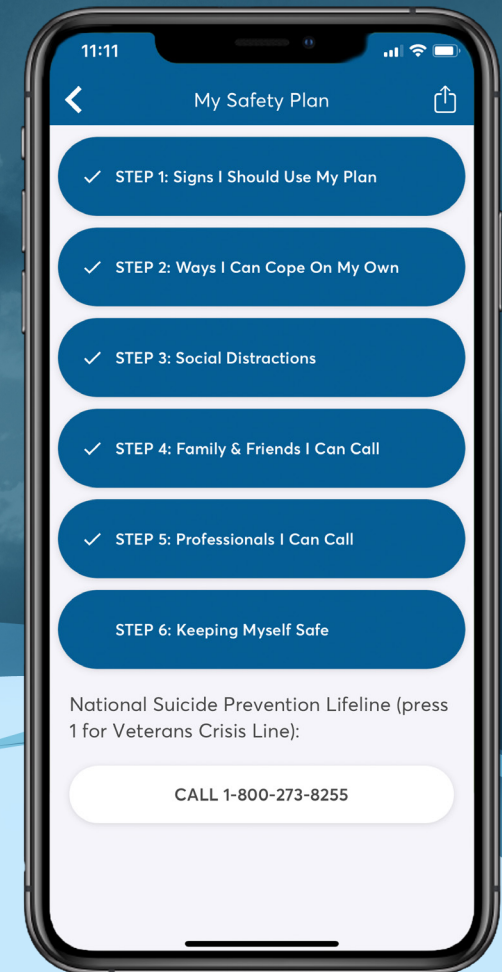 11:11
My Safety Plan
STEP 1: Signs I Should Use My Plan
STEP 2: Ways I Can Cope On My Own
STEP 3: Social Distractions
STEP 4: Family & Friends I Can Call
STEP 5: Professionals I Can Call
STEP 6: Keeping Myself Safe
National Suicide Prevention Lifeline (press
1 for Veterans Crisis Line):
CALL 1-800-273-8255